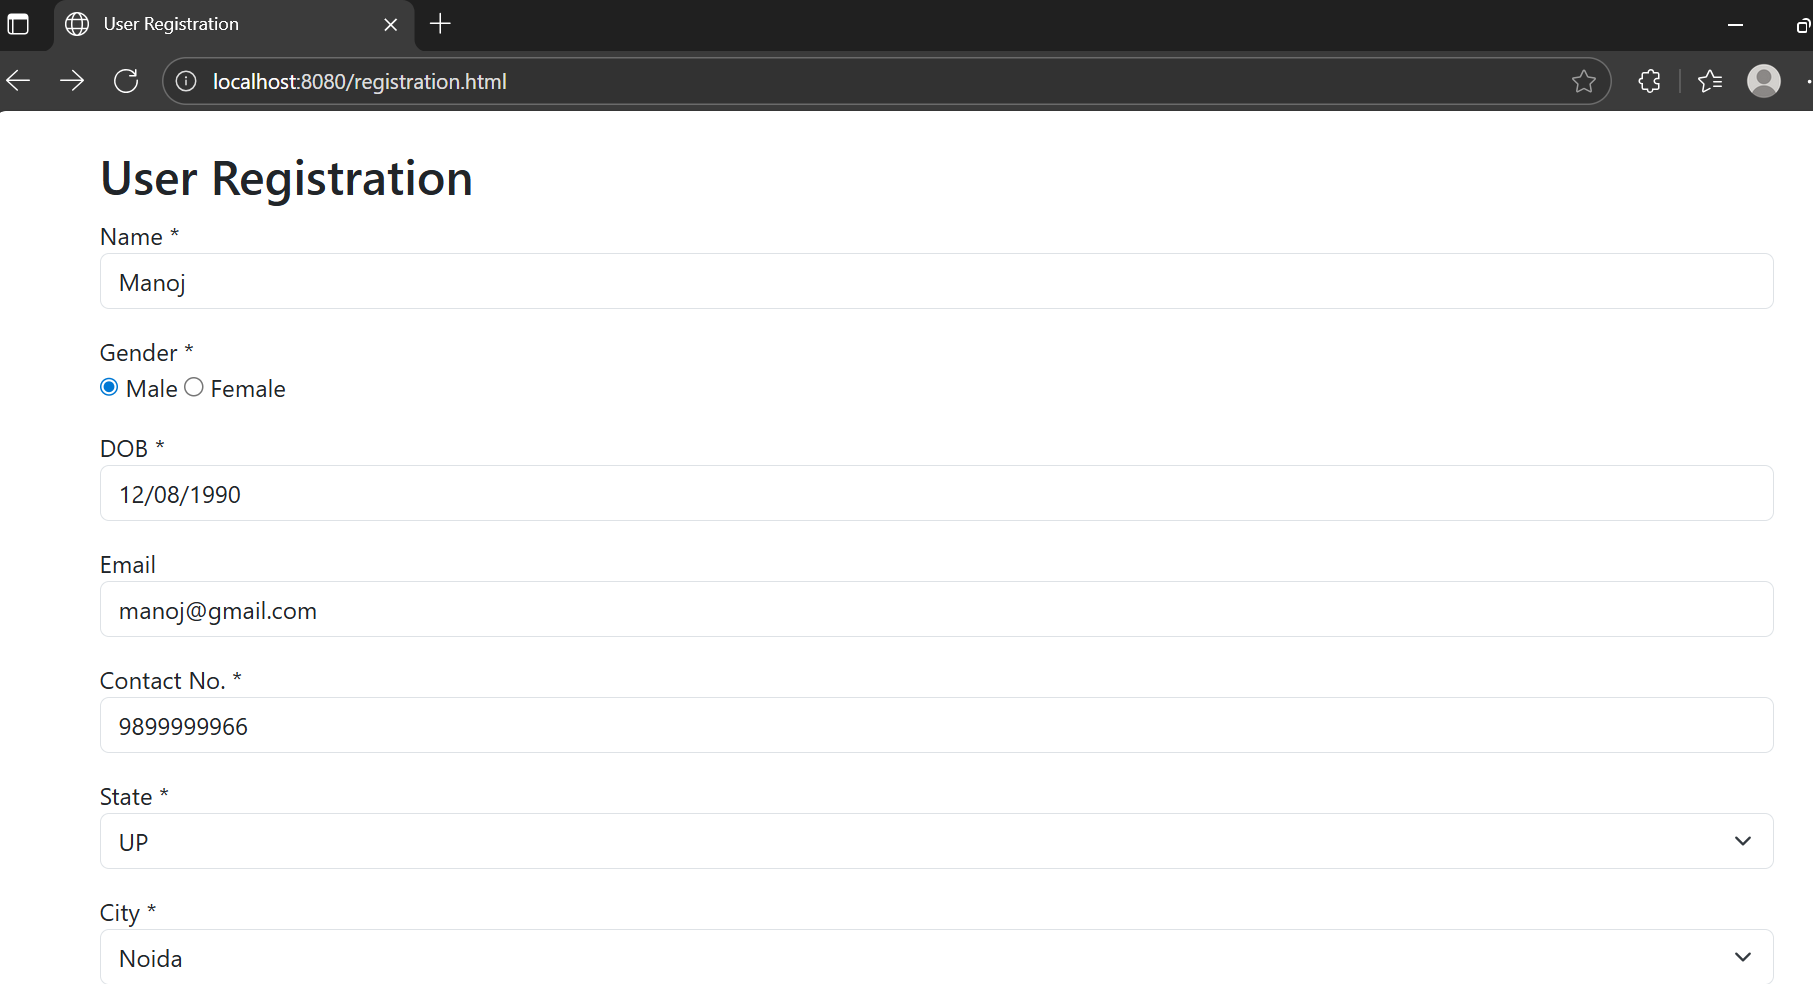 User Registration
localhost:8080/registration.html
User Registration
Name *
Manoj
Gender *
Male Female
DOB *
12/08/1990
Email
manoj@gmail.com
Contact No. *
9899999966
State *
UP
City *
Noida